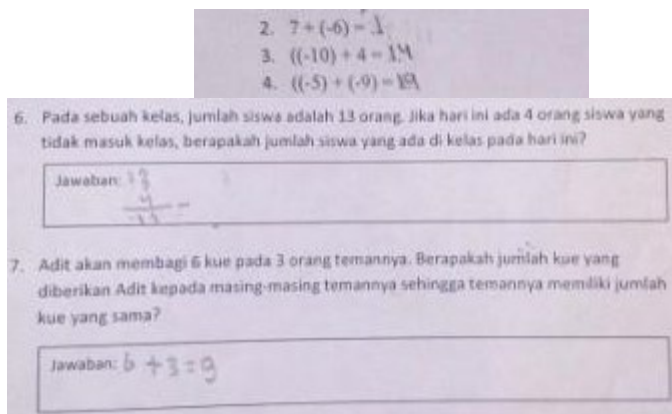 2. 7 + (-6) = 1
3. ((-10) + 4 = 14
4. ((-5) + (-9) = 19
6. Pada sebuah kelas, jumlah siswa adalah 13 orang. Jika hari ini ada 4 orang siswa yang
tidak masuk kelas, berapakah jumlah siswa yang ada di kelas pada hari ini?
Jawaban: 13
4 -
7. Adit akan membagi 6 kue pada 3 orang temannya. Berapakah jumlah kue yang
diberikan Adit kepada masing-masing temannya sehingga temannya memiliki jumlah
kue yang sama?
Jawaban: 6 + 3 = 9